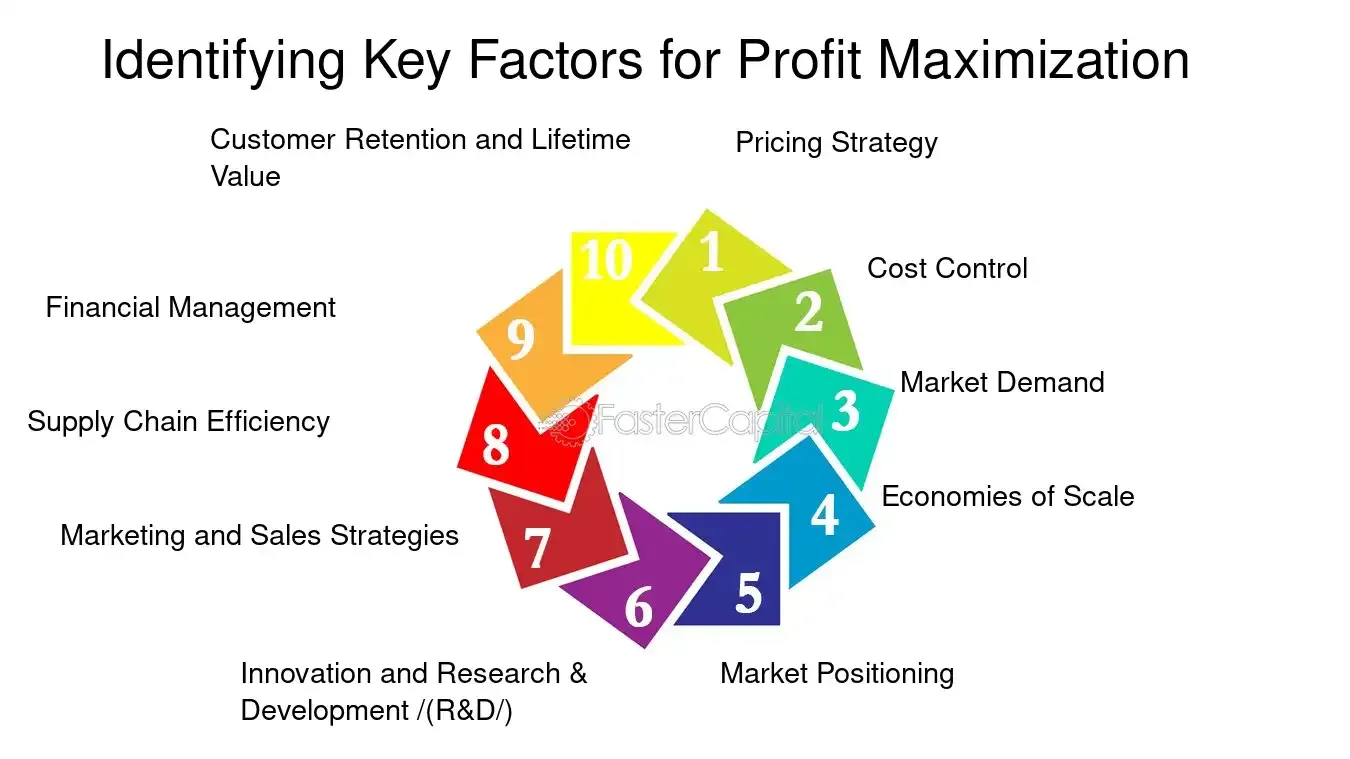 Identifying Key Factors for Profit Maximization
Customer Retention and Lifetime
Value
Pricing Strategy
10
1
Cost Control
2
Financial Management
9
Market Demand
3
FasterCapital
Supply Chain Efficiency
8
Economies of Scale
4
Marketing and Sales Strategies
7
5
6
Innovation and Research &
Development /(R&D/)
Market Positioning